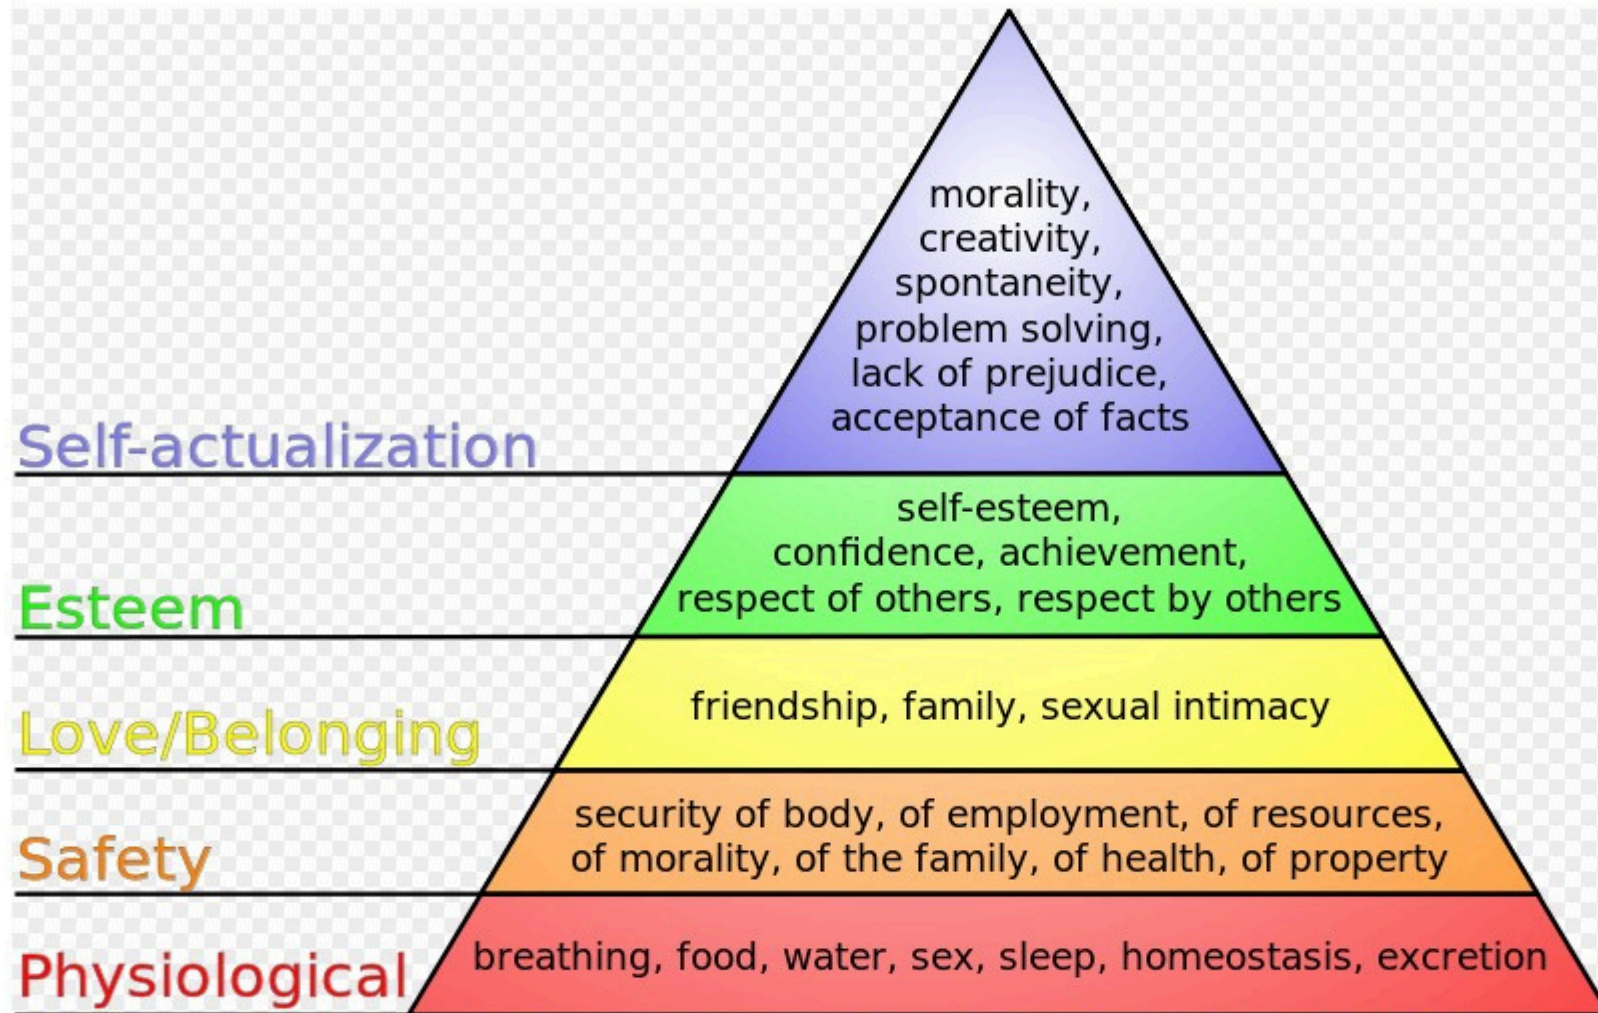 morality,
creativity,
spontaneity,
problem solving,
lack of prejudice,
acceptance of facts
Self-actualization
self-esteem,
confidence, achievement,
respect of others, respect by others
Esteem
friendship, family, sexual intimacy
Love/Belonging
security of body, of employment, of resources,
of morality, of the family, of health, of property
Safety
breathing, food, water, sex, sleep, homeostasis, excretion
Physiological